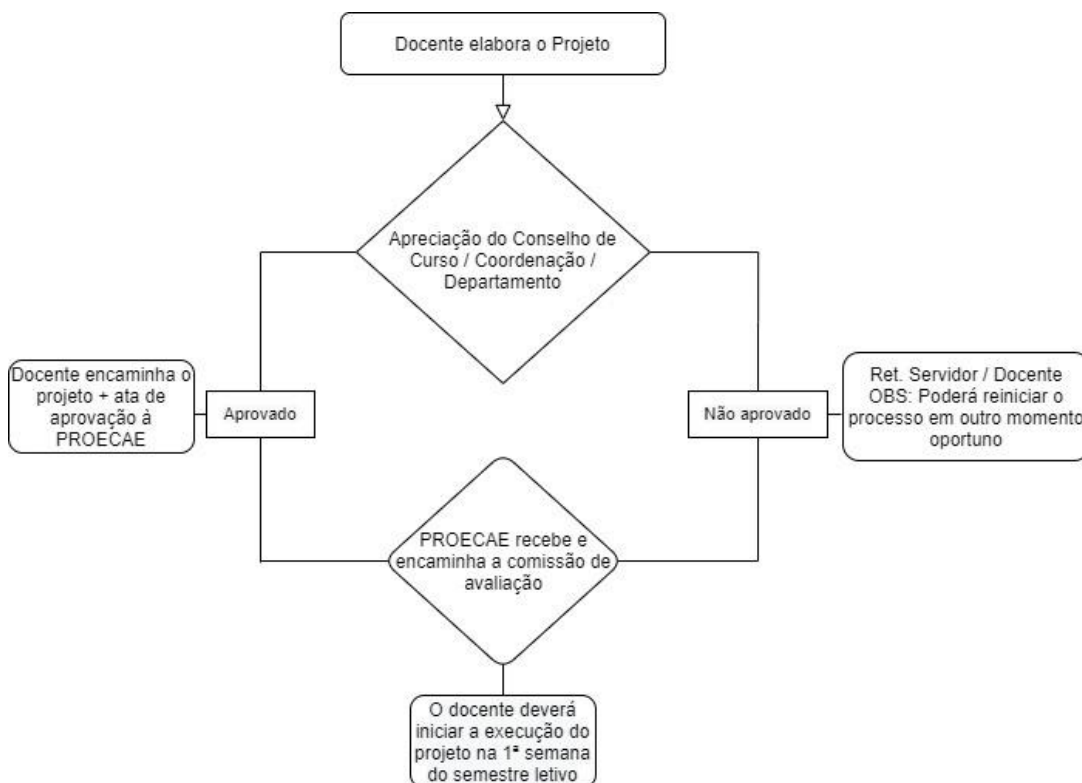 Docente elabora o Projeto
Apreciação do Conselho de
Curso / Coordenação /
Departamento
Docente encaminha o
projeto + ata de
aprovação à
PROECAE
Aprovado
Não aprovado
Ret. Servidor / Docente
OBS: Poderá reiniciar o
processo em outro momento
oportuno
PROECAE recebe e
encaminha a comissão de
avaliação
O docente deverá
iniciar a execução do
projeto na 1ª semana
do semestre letivo